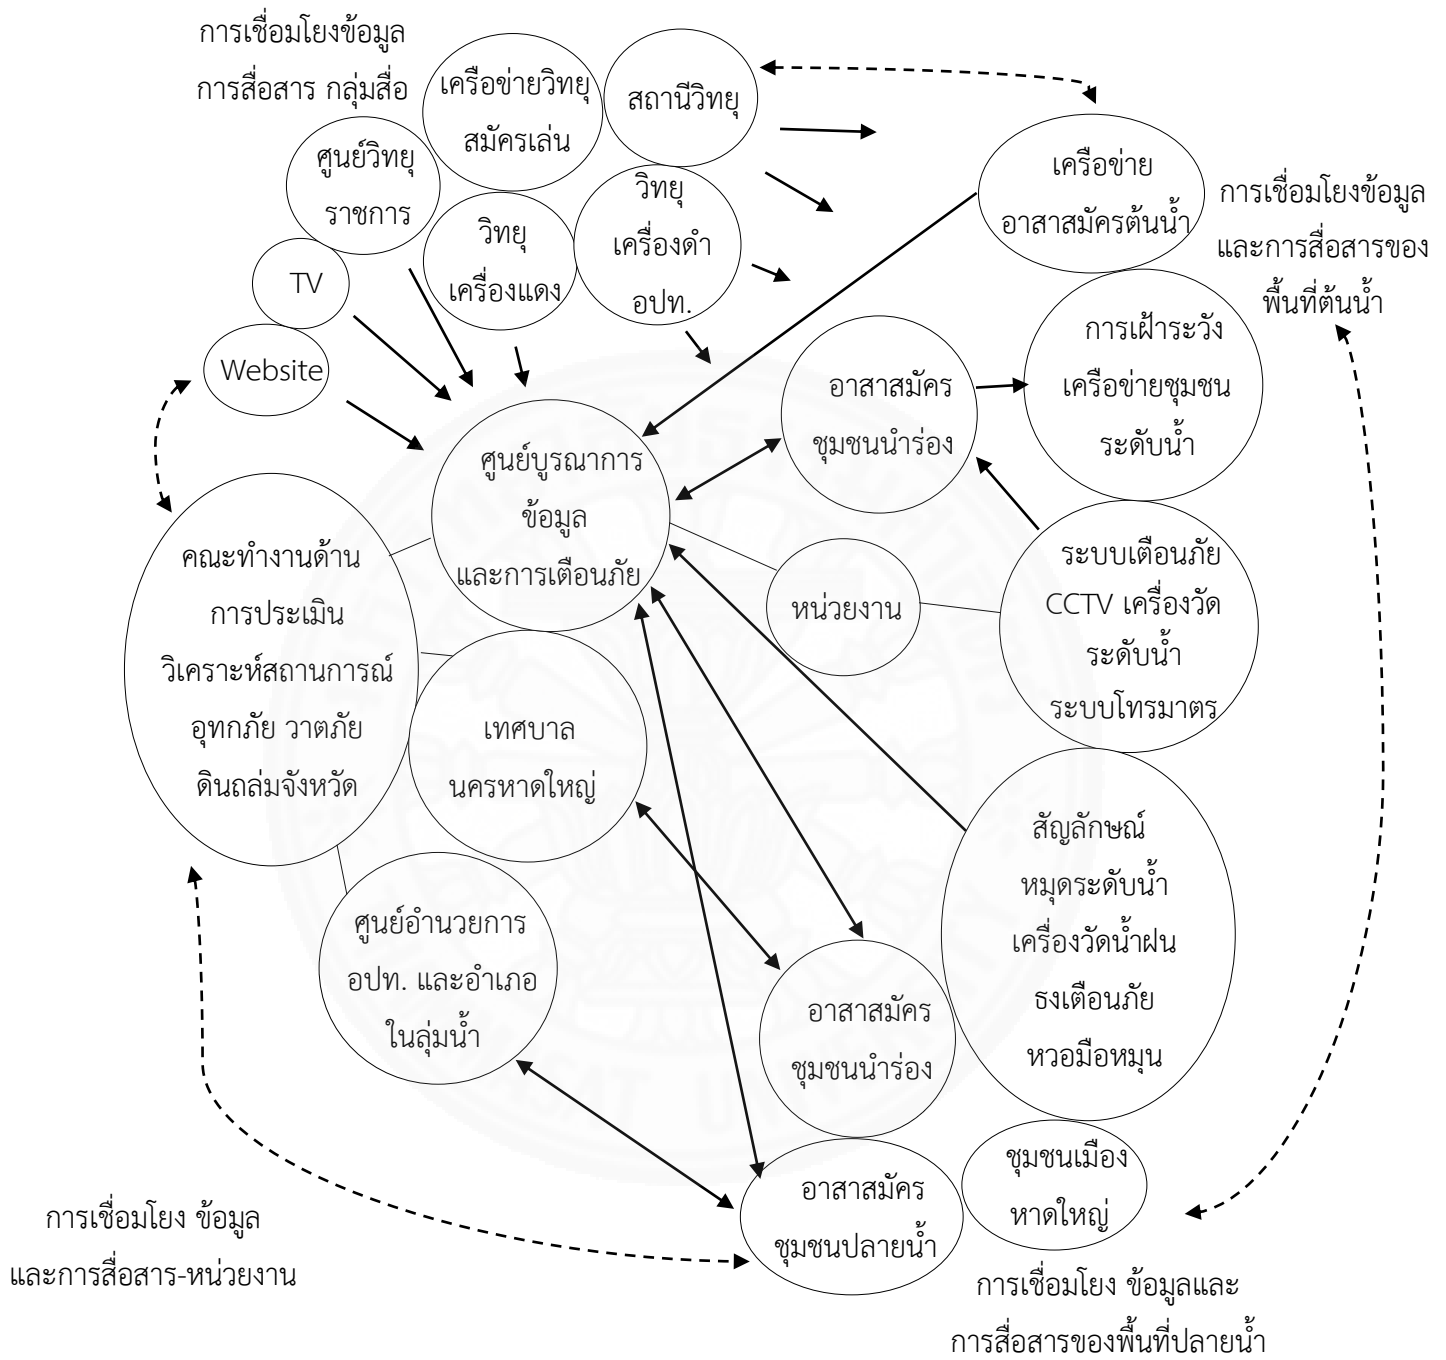 การเชื่อมโยงข้อมูล
การสื่อสาร กลุ่มสื่อ
เครือข่ายวิทยุ
สมัครเล่น
สถานีวิทยุ
ศูนย์วิทยุ
ราชการ
วิทยุ
เครื่องแดง
วิทยุ
เครื่องดำ
อปท.
TV
Website
เครือข่าย
อาสาสมัครต้นน้ำ
การเชื่อมโยงข้อมูล
และการสื่อสารของ
พื้นที่ต้นน้ำ
การเฝ้าระวัง
เครือข่ายชุมชน
ระดับน้ำ
อาสาสมัคร
ชุมชนนำร่อง
ศูนย์บูรณาการ
ข้อมูล
และการเตือนภัย
คณะทำงานด้าน
การประเมิน
วิเคราะห์สถานการณ์
อุทกภัย วาตภัย
ดินถล่มจังหวัด
หน่วยงาน
ระบบเตือนภัย
CCTV เครื่องวัด
ระดับน้ำ
ระบบโทรมาตร
เทศบาล
นครหาดใหญ่
สัญลักษณ์
หมุดระดับน้ำ
เครื่องวัดน้ำฝน
ธงเตือนภัย
หวอมือหมุน
ศูนย์อำนวยการ
อปท. และอำเภอ
ในลุ่มน้ำ
อาสาสมัคร
ชุมชนนำร่อง
อาสาสมัคร
ชุมชนปลายน้ำ
ชุมชนเมือง
หาดใหญ่
การเชื่อมโยง ข้อมูล
และการสื่อสาร-หน่วยงาน
การเชื่อมโยง ข้อมูลและ
การสื่อสารของพื้นที่ปลายน้ำ